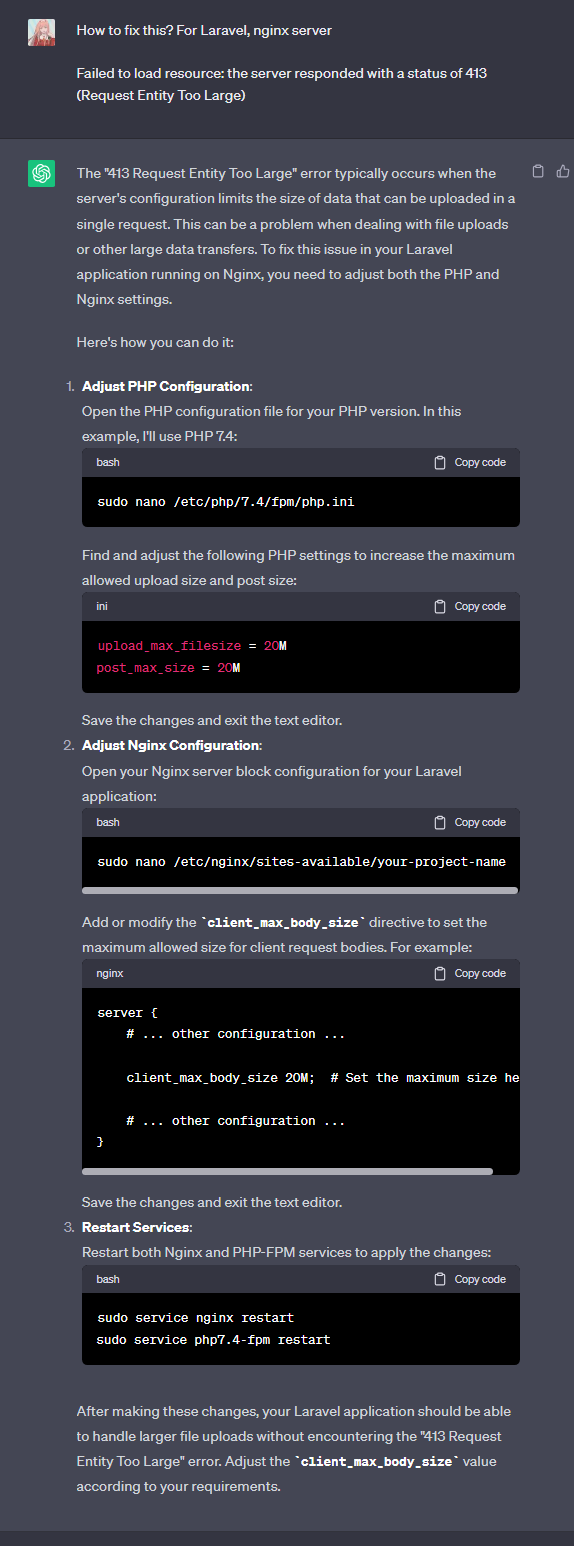 How to fix this? For Laravel, nginx server
Failed to load resource: the server responded with a status of 413
(Request Entity Too Large)
The "413 Request Entity Too Large" error typically occurs when the
server's configuration limits the size of data that can be uploaded in a
single request. This can be a problem when dealing with file uploads
or other large data transfers. To fix this issue in your Laravel
application running on Nginx, you need to adjust both the PHP and
Nginx settings.
Here's how you can do it:
1. Adjust PHP Configuration:
Open the PHP configuration file for your PHP version. In this
example, I'll use PHP 7.4:
bash Copy code
sudo nano /etc/php/7.4/fpm/php.ini
Find and adjust the following PHP settings to increase the maximum
allowed upload size and post size:
ini Copy code
upload_max_filesize = 20M
post_max_size = 20M
Save the changes and exit the text editor.
2. Adjust Nginx Configuration:
Open your Nginx server block configuration for your Laravel
application:
bash Copy code
sudo nano /etc/nginx/sites-available/your-project-name
Add or modify the `client_max_body_size` directive to set the
maximum allowed size for client request bodies. For example:
nginx Copy code
server {
# ... other configuration ...
client_max_body_size 20M;  # Set the maximum size he
# ... other configuration ...
}
Save the changes and exit the text editor.
3. Restart Services:
Restart both Nginx and PHP-FPM services to apply the changes:
bash Copy code
sudo service nginx restart
sudo service php7.4-fpm restart
After making these changes, your Laravel application should be able
to handle larger file uploads without encountering the "413 Request
Entity Too Large" error. Adjust the `client_max_body_size` value
according to your requirements.